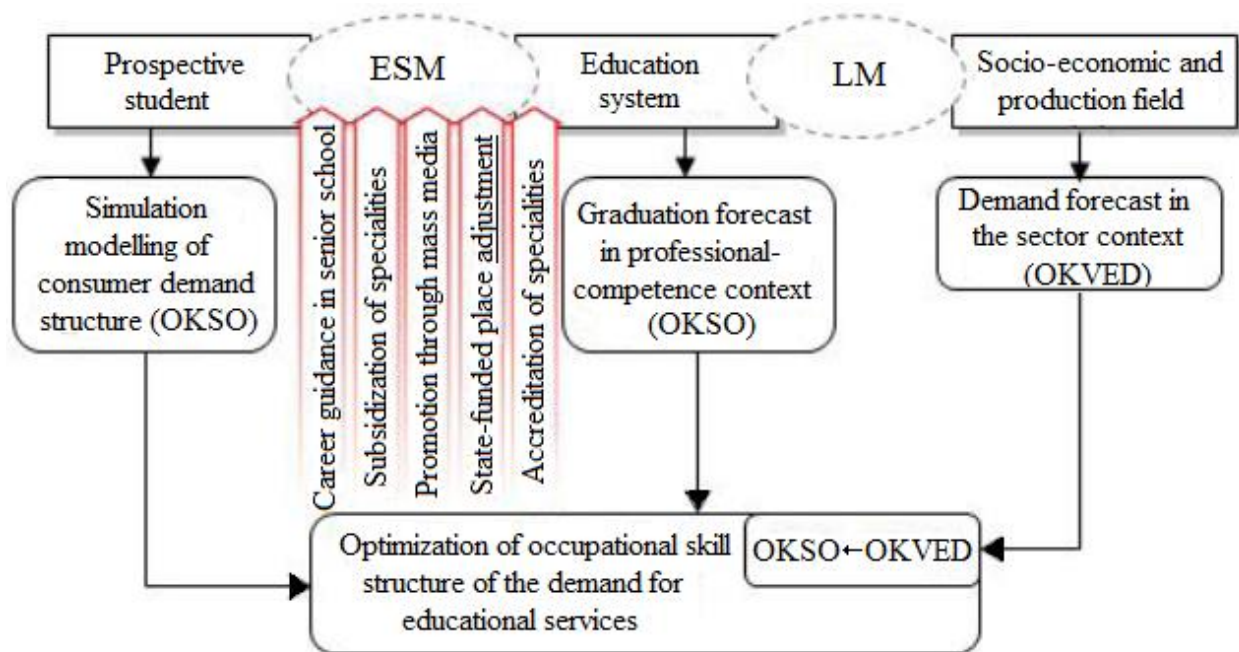 Prospective
student
ESM
Education
system
LM
Socio-economic and
production field
Simulation
modelling of
consumer demand
structure (OKSO)
Career guidance in senior school
Subsidization of specialities
Promotion through mass media
State-funded place adjustment
Accreditation of specialities
Graduation forecast
in professional-
competence context
(OKSO)
Demand forecast in
the sector context
(OKVED)
Optimization of occupational skill
structure of the demand for
educational services
OKSO←OKVED